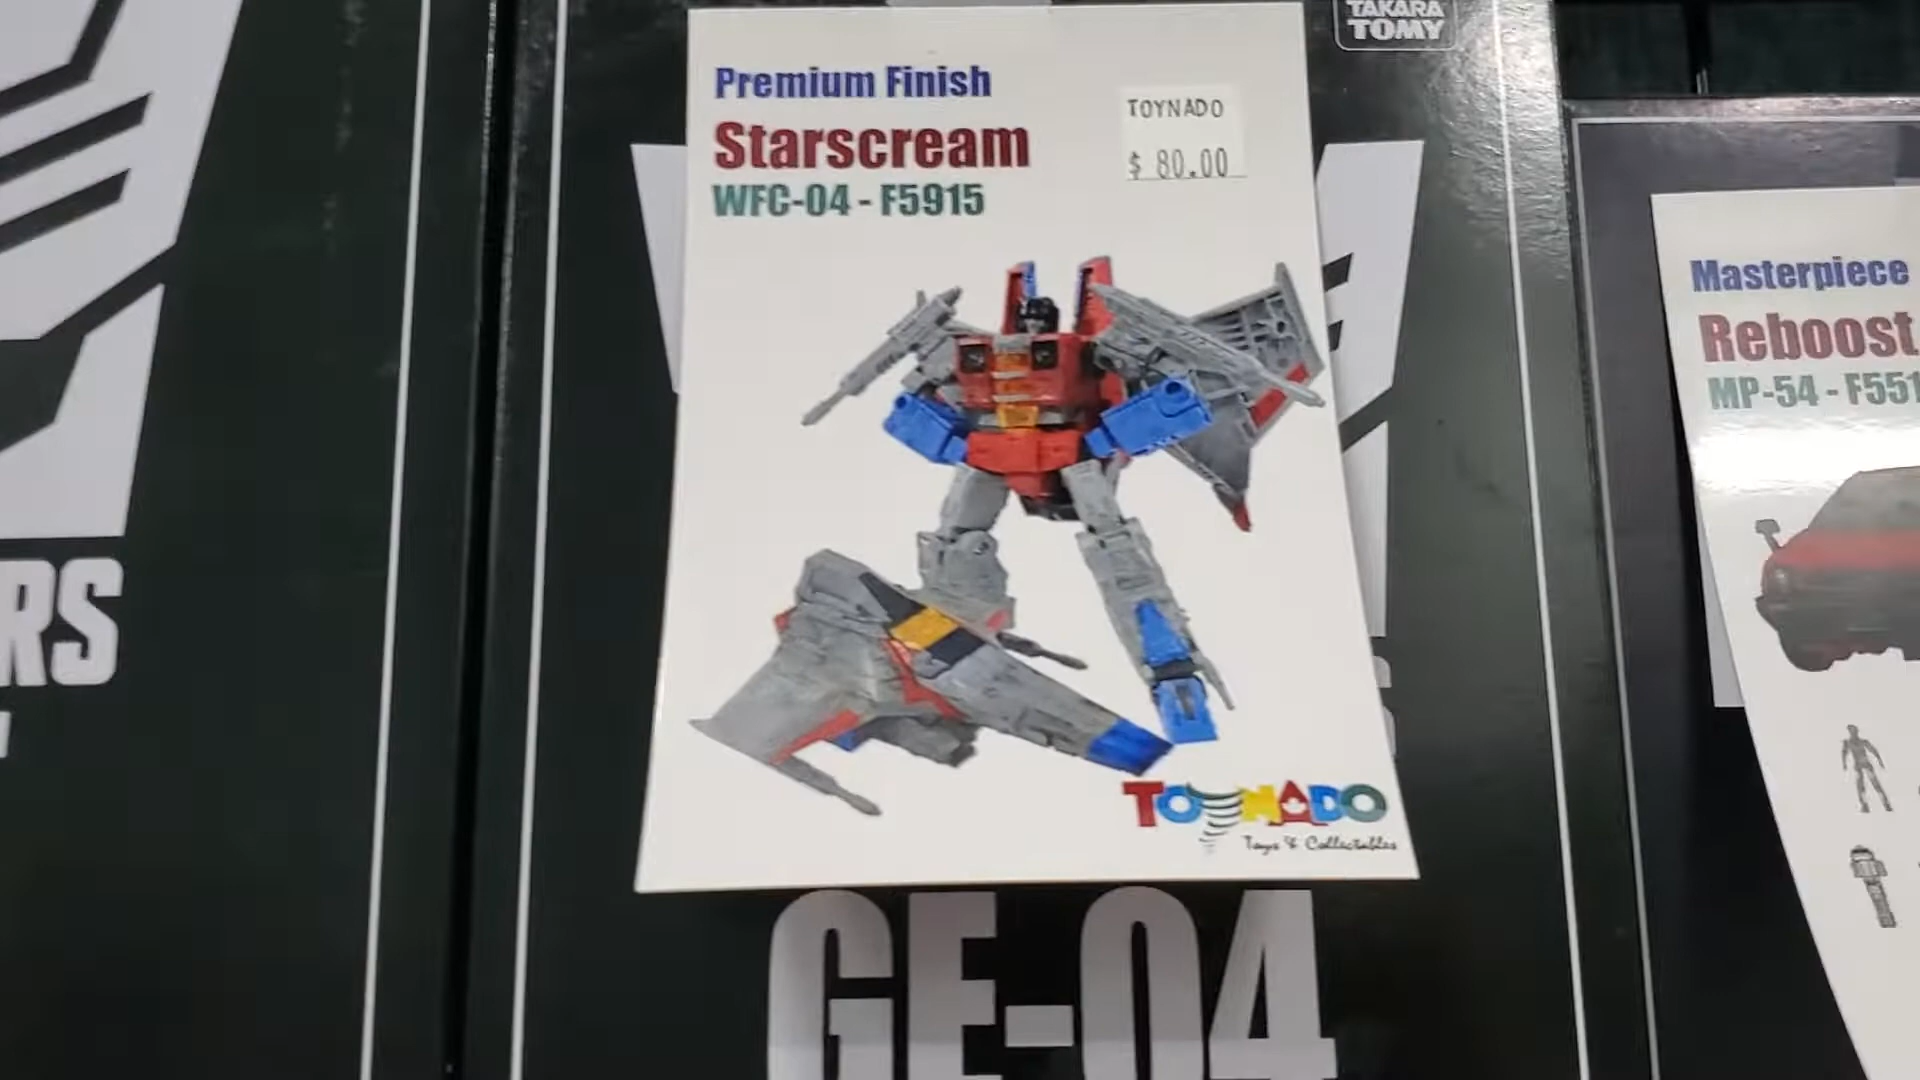 TAKARA
TOMY
Premium Finish
Starscream
WFC-04 - F5915
TOYNADO
$ 80.00
TOYNADO
Toys & Collectables
GE-04
RS
Masterpiece
Reboost
MP-54 - F551